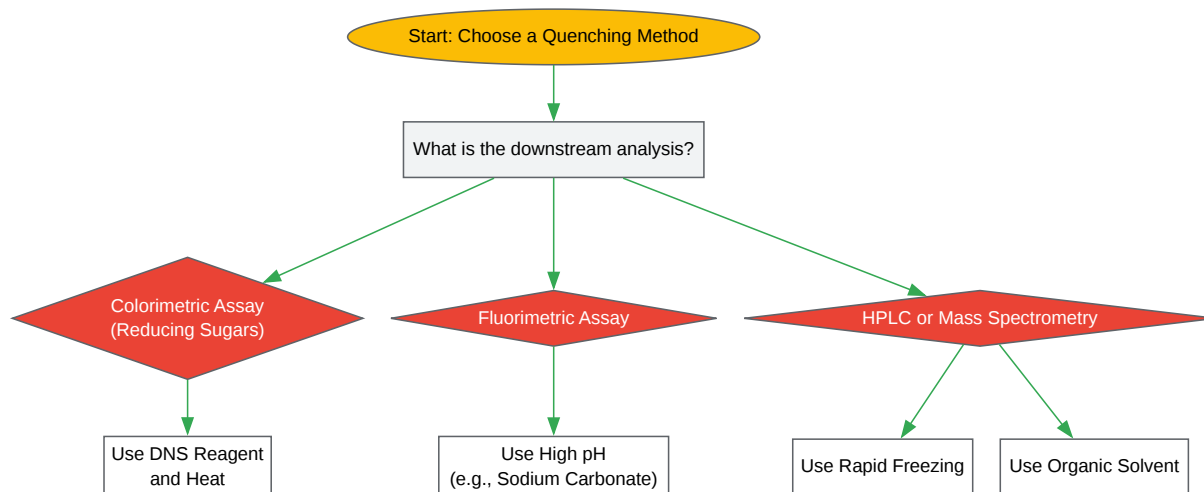 Start: Choose a Quenching Method
What is the downstream analysis?
Colorimetric Assay
(Reducing Sugars)
Fluorimetric Assay
HPLC or Mass Spectrometry
Use DNS Reagent
and Heat
Use High pH
(e.g., Sodium Carbonate)
Use Rapid Freezing
Use Organic Solvent